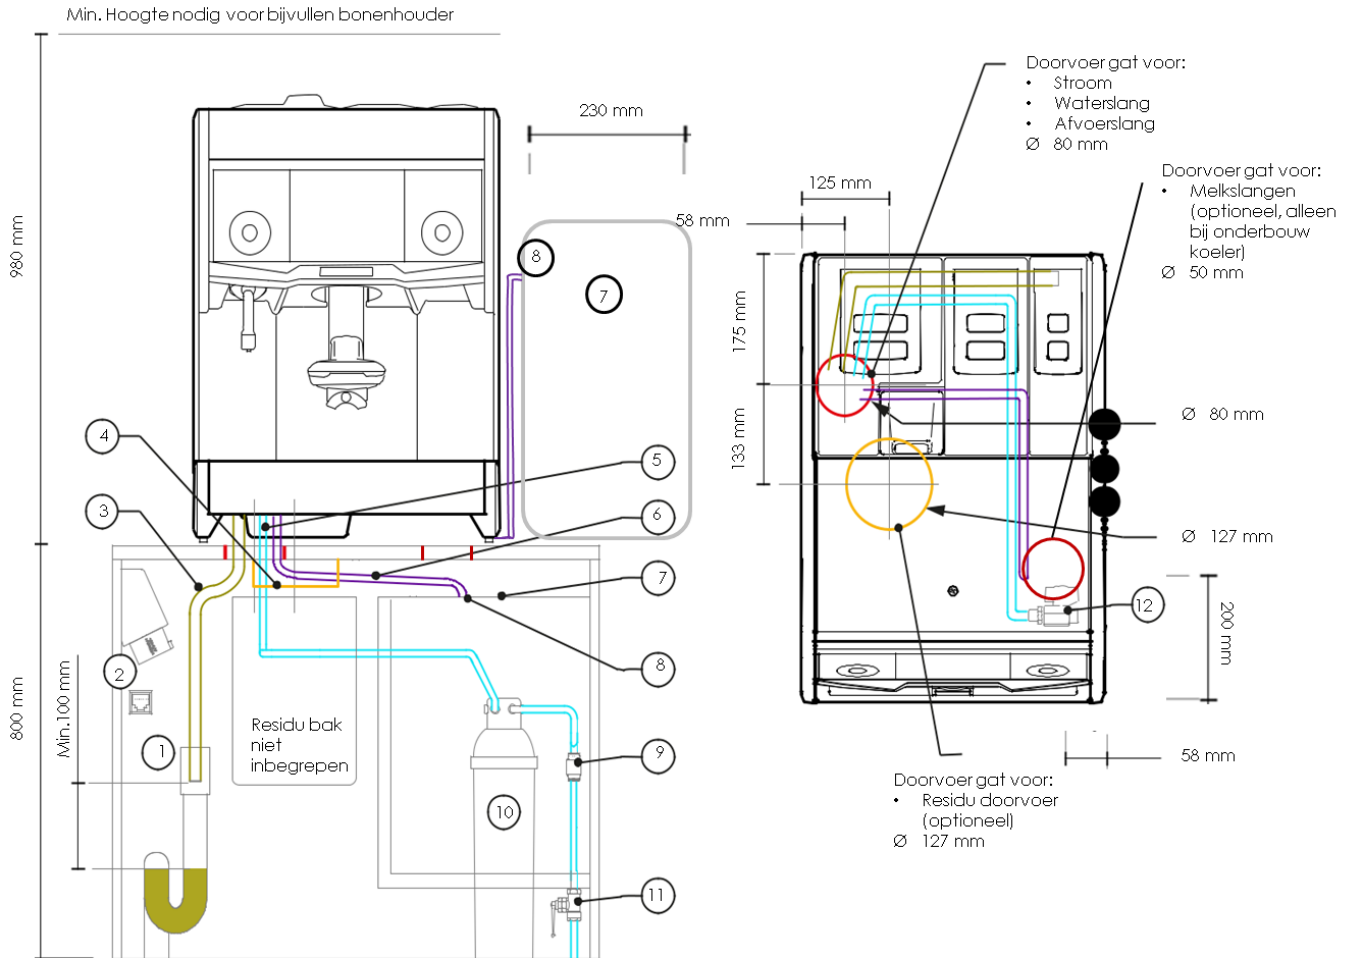 Min. Hoogte nodig voor bijvullen bonenhouder
980 mm
800 mm
230 mm
8
7
4
3
5
6
7
8
2
Min.100 mm
1
Residu bak
niet
inbegrepen
9
10
11
Doorvoer gat voor:
• Stroom
• Waterslang
• Afvoerslang
Ø 80 mm
Doorvoer gat voor:
• Melkslangen
(optioneel, alleen
bij onderbouw
koeler)
Ø 50 mm
125 mm
58 mm
175 mm
133 mm
Ø 80 mm
Ø 127 mm
12
200 mm
58 mm
Doorvoer gat voor:
• Residu doorvoer
(optioneel)
Ø 127 mm